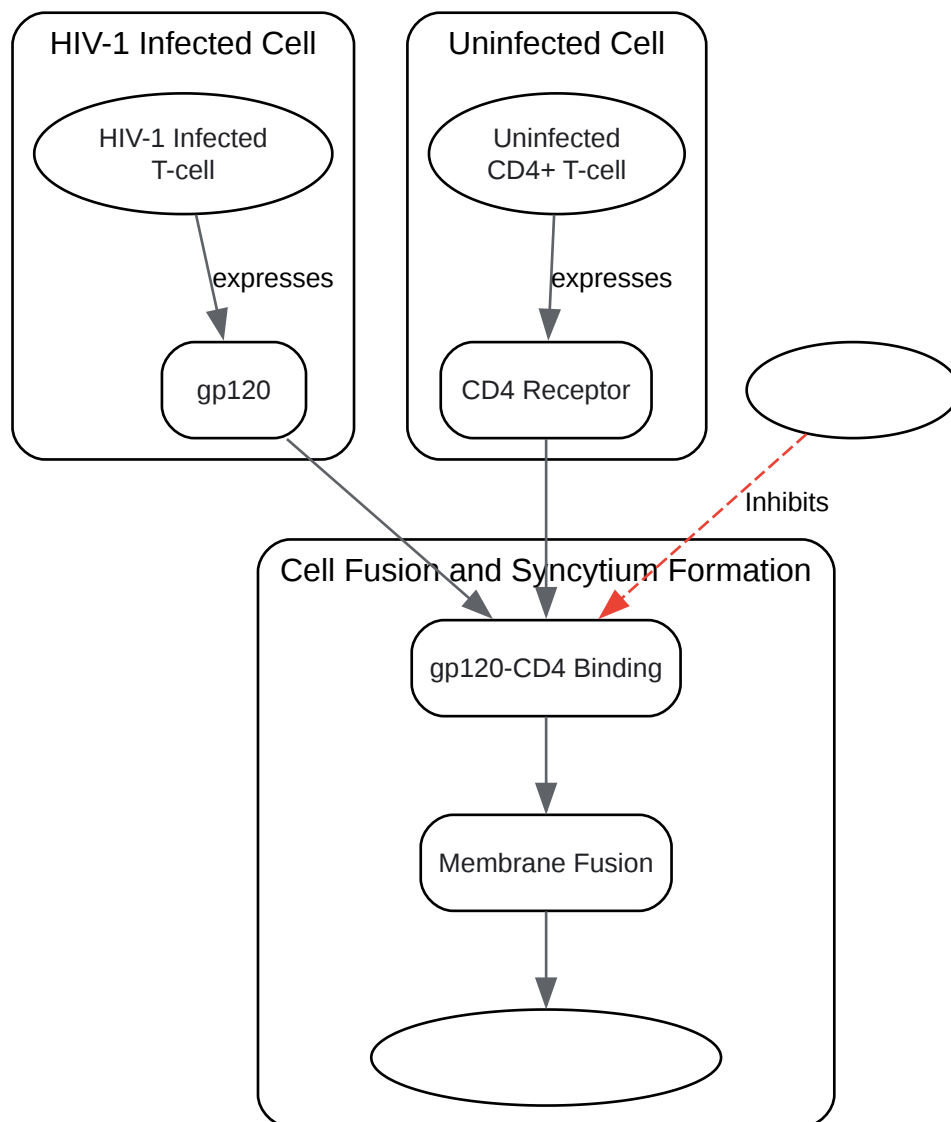 HIV-1 Infected Cell
Uninfected Cell
HIV-1 Infected
T-cell
Uninfected
CD4+ T-cell
expresses
expresses
gp120
CD4 Receptor
Inhibits
Cell Fusion and Syncytium Formation
gp120-CD4 Binding
Membrane Fusion